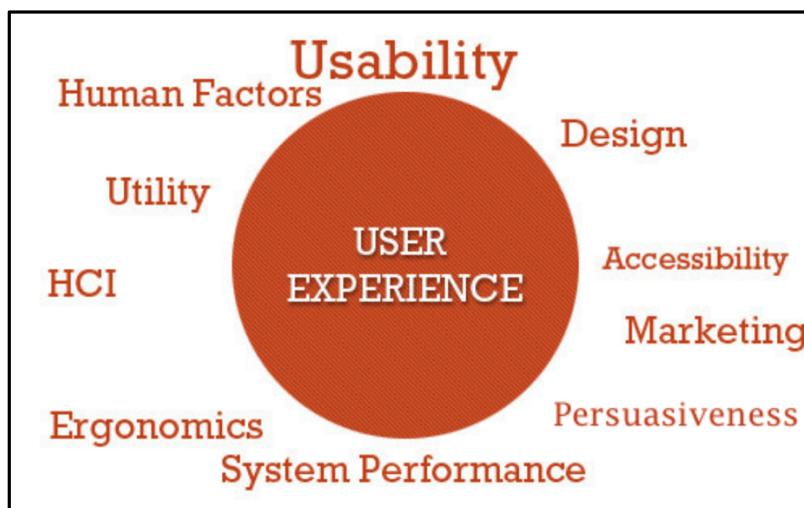 Usability
Human Factors
Design
Utility
USER
EXPERIENCE
Accessibility
HCI
Marketing
Persuasiveness
Ergonomics
System Performance